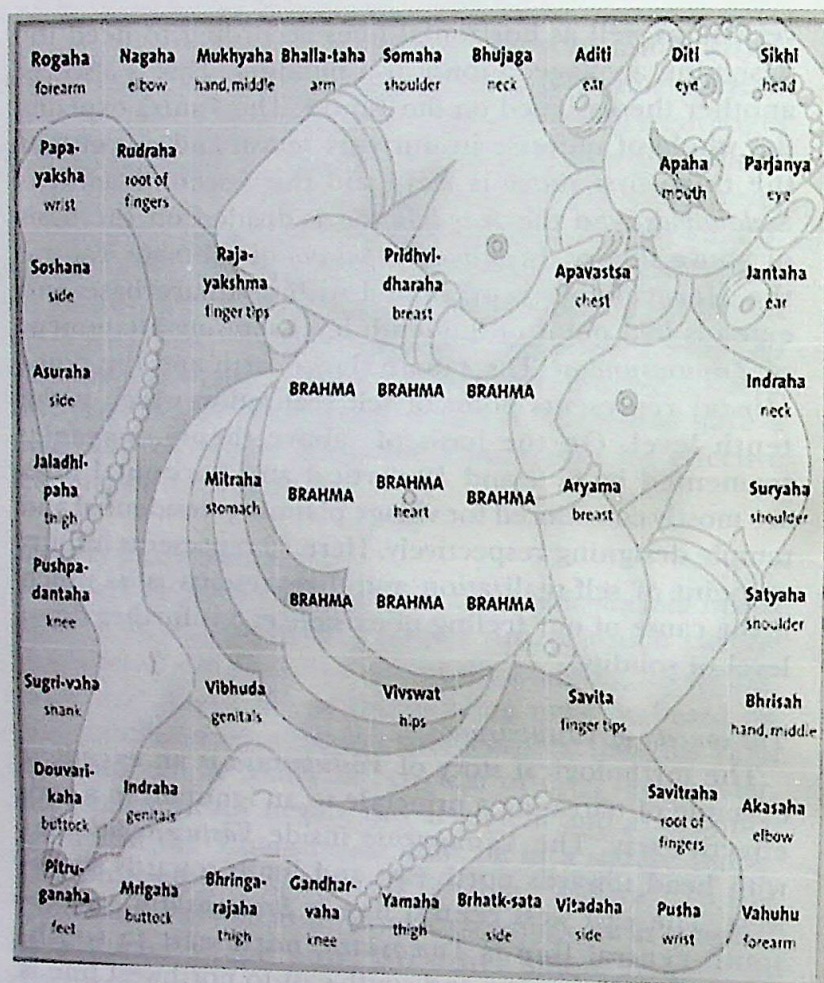 Rogaha Nagaha Mukhyaha Bhalla-taha Somaha Bhujaga Aditi Diti Sikhi
forearm elbow hand, middle arm shoulder neck ear eye head
Papa-
yaksha
wrist
Rudraha
root of
fingers
Apaha
mouth
Parjanya
eye
Soshana
side
Raja-
yakshma
finger tips
Pridhvi-
dharaha
breast
Apavastsa
chest
Jantaha
ear
Asuraha
side
BRAHMA BRAHMA BRAHMA
Indraha
neck
Jaladhi-
paha
thigh
Mitraha
stomach
BRAHMA
BRAHMA
heart
BRAHMA
Aryama
breast
Suryaha
shoulder
Pushpa-
dantaha
knee
BRAHMA BRAHMA BRAHMA
Satyaha
shoulder
Sugri-vaha
shank
Vibhuda
genitals
Vivswat
hips
Savita
finger tips
Bhrisah
hand, middle
Douvari-
kaha
buttock
Indraha
genitals
Savitraha
root of
fingers
Akasaha
elbow
Pitru-
ganaha
feet
Mrigaha
buttock
Bhringa-
rajaha
thigh
Gandhar-
vaha
knee
Yamaha
thigh
Brhatk-sata
side
Vitadaha
side
Pusha
wrist
Vahuhu
forearm